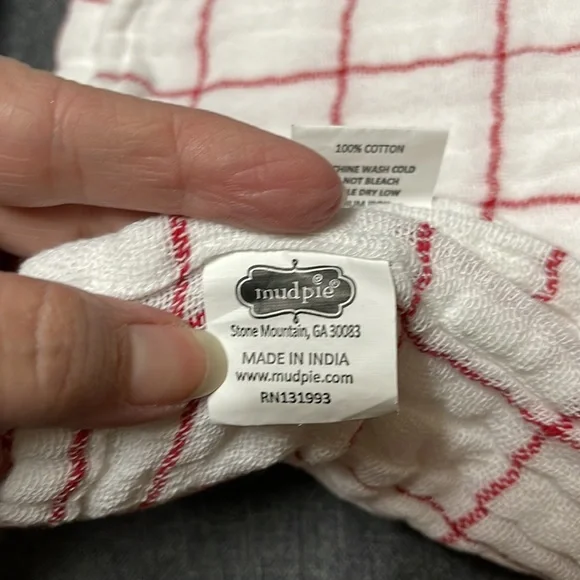 100% COTTON
WASH COLD
NOT BLEACH
DRY LOW
mudpie
Stone Mountain, GA 30083
MADE IN INDIA
www.mudpie.com
RN131993